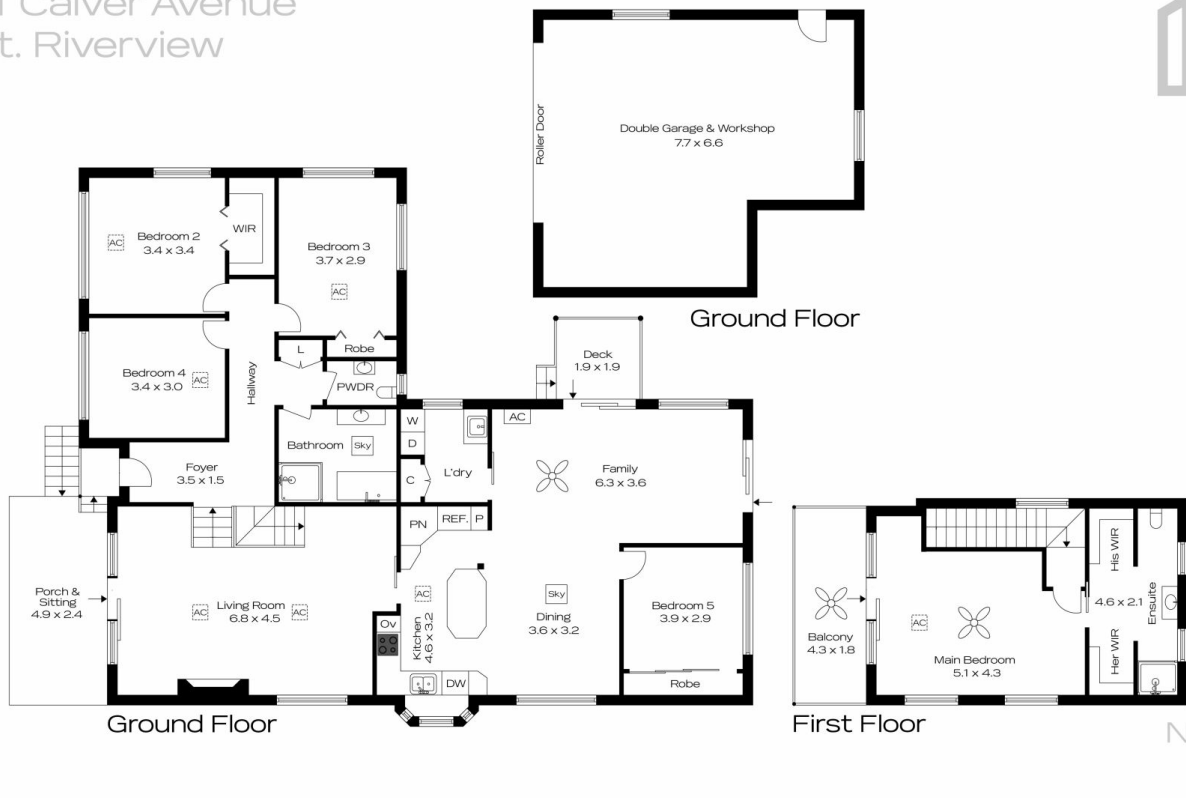 Calver Avenue
t. Riverview
Roller Door
Double Garage & Workshop
7.7 x 6.6
Ground Floor
Bedroom 2
3.4 x 3.4
AC
WIR
Bedroom 3
3.7 x 2.9
AC
Robe
L
PWDR
Bedroom 4
3.4 x 3.0
AC
Hallway
Bathroom
Sky
Foyer
3.5 x 1.5
Deck
1.9 x 1.9
W
D
C
L'dry
AC
Family
6.3 x 3.6
PN
REF.
P
Porch &
Sitting
4.9 x 2.4
AC
Living Room
6.8 x 4.5
AC
AC
Ov
Kitchen
4.6 x 3.2
DW
Sky
Dining
3.6 x 3.2
Bedroom 5
3.9 x 2.9
Robe
Ground Floor
Balcony
4.3 x 1.8
AC
Main Bedroom
5.1 x 4.3
His WIR
4.6 x 2.1
Her WIR
Ensuite
First Floor
N